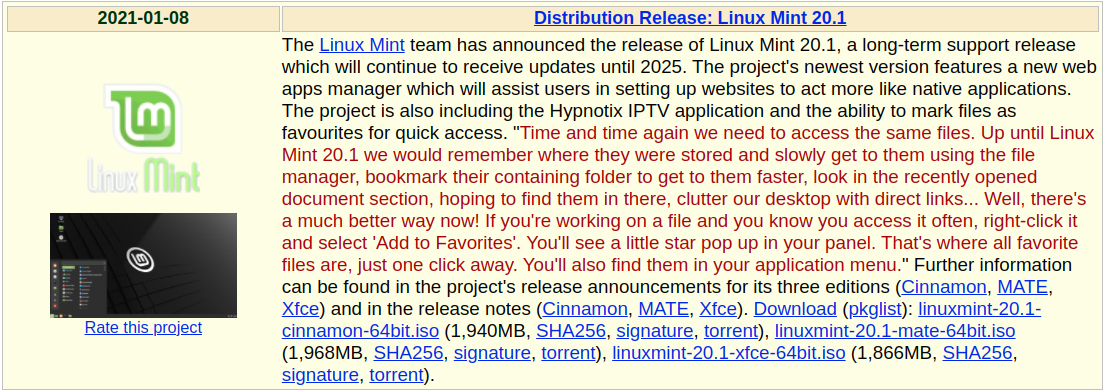 2021-01-08
Distribution Release: Linux Mint 20.1
Linux Mint
Rate this project
The Linux Mint team has announced the release of Linux Mint 20.1, a long-term support release
which will continue to receive updates until 2025. The project's newest version features a new web
apps manager which will assist users in setting up websites to act more like native applications.
The project is also including the Hypnotix IPTV application and the ability to mark files as
favourites for quick access. "Time and time again we need to access the same files. Up until Linux
Mint 20.1 we would remember where they were stored and slowly get to them using the file
manager, bookmark their containing folder to get to them faster, look in the recently opened
document section, hoping to find them in there, clutter our desktop with direct links... Well, there's
a much better way now! If you're working on a file and you know you access it often, right-click it
and select 'Add to Favorites'. You'll see a little star pop up in your panel. That's where all favorite
files are, just one click away. You'll also find them in your application menu." Further information
can be found in the project's release announcements for its three editions (Cinnamon, MATE,
Xfce) and in the release notes (Cinnamon, MATE, Xfce). Download (pkglist): linuxmint-20.1-
cinnamon-64bit.iso (1,940MB, SHA256, signature, torrent), linuxmint-20.1-mate-64bit.iso
(1,968MB, SHA256, signature, torrent), linuxmint-20.1-xfce-64bit.iso (1,866MB, SHA256,
signature, torrent).